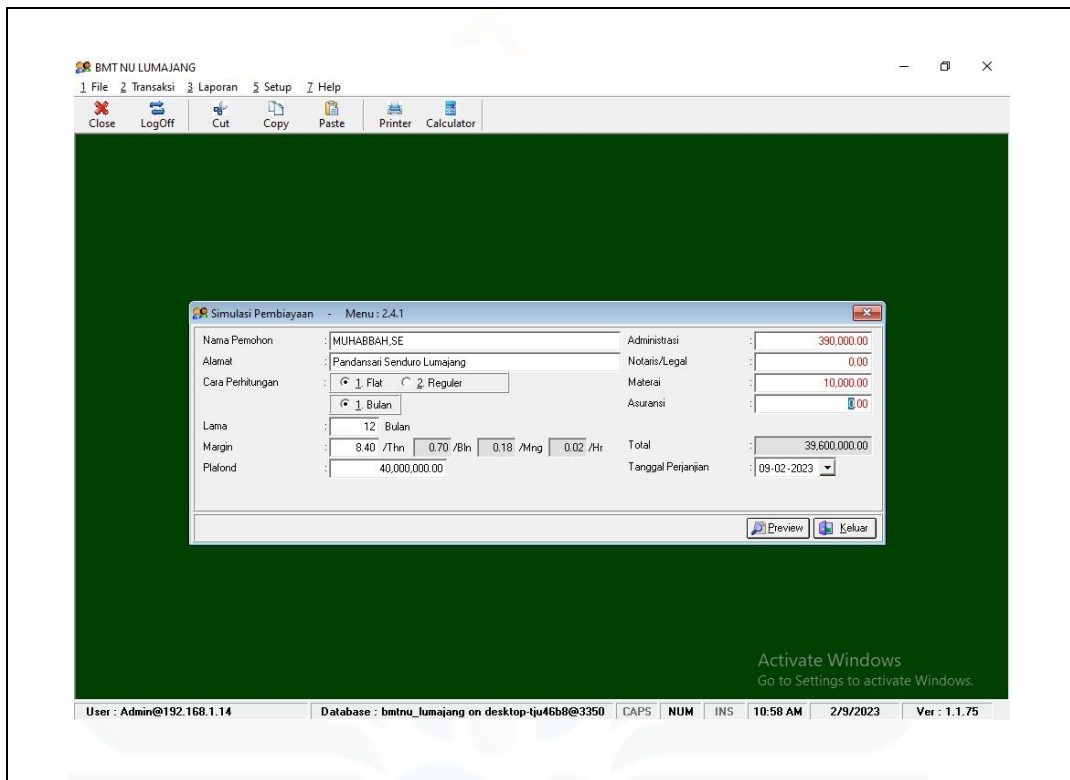 BMT NU LUMAJANG
1 File 2 Transaksi 3 Laporan 5 Setup 7 Help
Close LogOff Cut Copy Paste Printer Calculator
Simulasi Pembiayaan - Menu : 2.4.1
Nama Pemohon : MUHABBAH,SE Administrasi : 390,000.00
Alamat : Pandansari Senduro Lumajang Notaris/Legal : 0.00
Cara Perhitungan : 1. Flat 2. Reguler Materai : 10,000.00
1. Bulan Asuransi : 0.00
Lama : 12 Bulan
Margin : 8.40 /Thn 0.70 /Bln 0.18 /Mng 0.02 /Hr Total : 39,600,000.00
Plafond : 40,000,000.00 Tanggal Perjanjian : 09-02-2023
Preview Keluar
Activate Windows
Go to Settings to activate Windows.
User : Admin@192.168.1.14 Database : bmtnu_lumajang on desktop-tju46b8@3350 CAPS NUM INS 10:58 AM 2/9/2023 Ver : 1.1.75